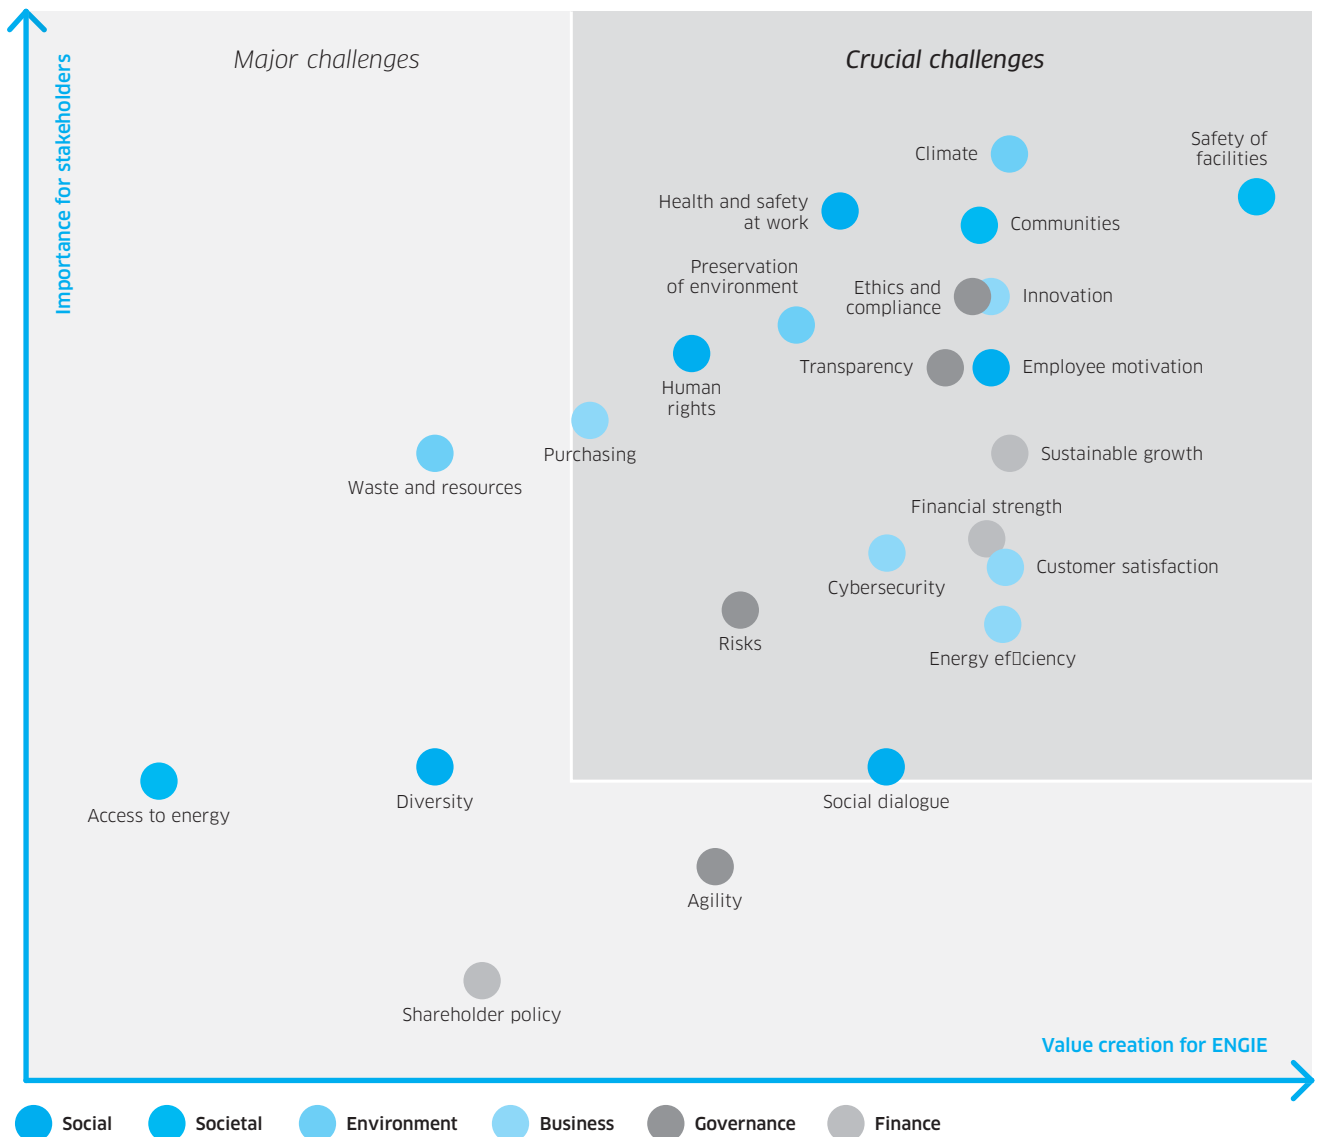 Major challenges
Crucial challenges
Importance for stakeholders
Climate
Safety of
facilities
Health and safety
at work
Communities
Preservation
of environment
Ethics and
compliance
Innovation
Human
rights
Transparency
Employee motivation
Purchasing
Waste and resources
Sustainable growth
Financial strength
Cybersecurity
Customer satisfaction
Risks
Energy ef▯ciency
Access to energy
Diversity
Social dialogue
Agility
Shareholder policy
Value creation for ENGIE
Social
Societal
Environment
Business
Governance
Finance